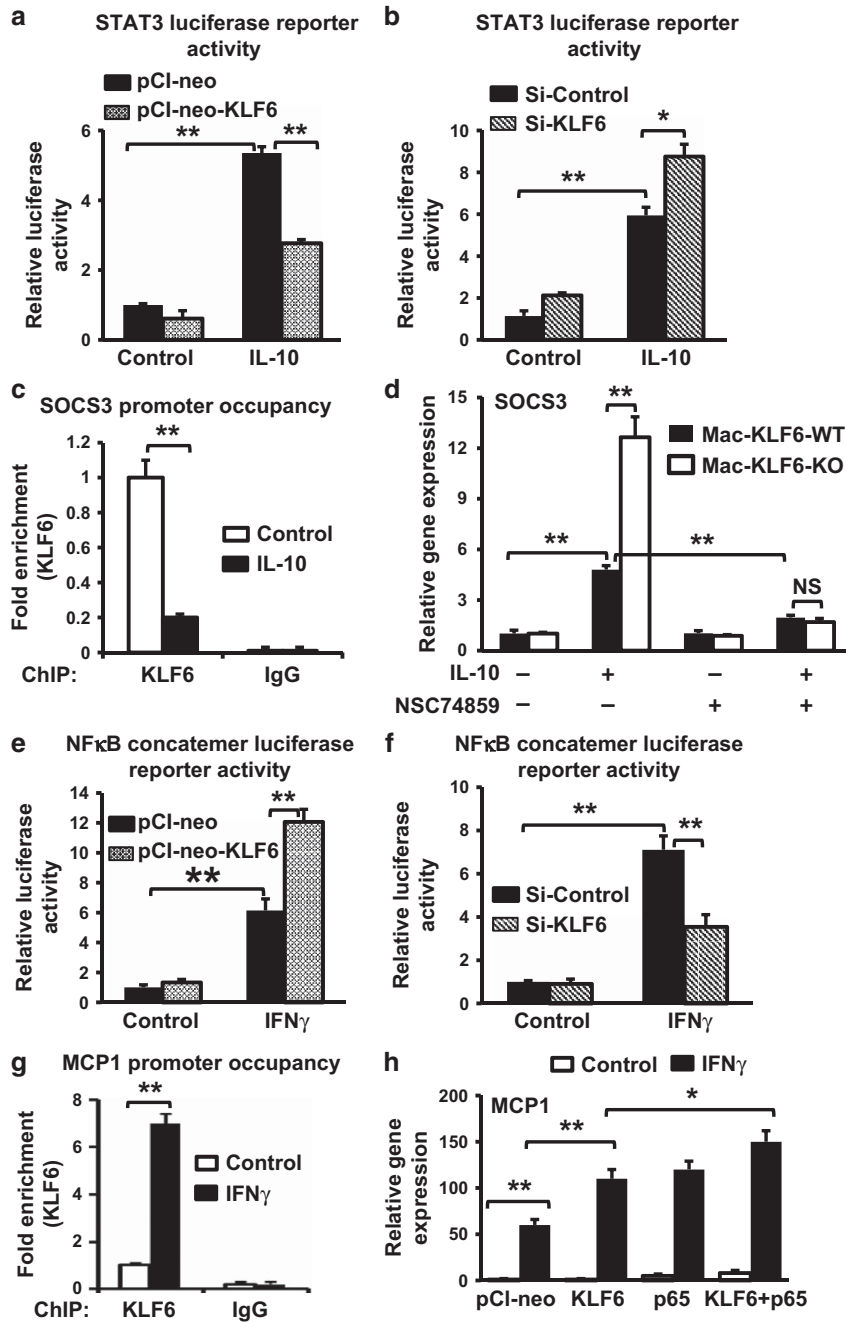 a
STAT3 luciferase reporter
activity
pCI-neo
pCI-neo-KLF6
**
**
Relative luciferase
activity
6
4
2
0
Control
IL-10
b
STAT3 luciferase reporter
activity
Si-Control
Si-KLF6
*
**
Relative luciferase
activity
10
8
6
4
2
0
Control
IL-10
c
SOCS3 promoter occupancy
**
Fold enrichment
(KLF6)
1.2
1
0.8
0.6
0.4
0.2
0
Control
IL-10
ChIP:
KLF6
IgG
d
SOCS3
Relative gene expression
15
12
9
6
3
0
**
**
**
NS
Mac-KLF6-WT
Mac-KLF6-KO
IL-10 – + – +
NSC74859 – – + +
e
NFκB concatemer luciferase
reporter activity
pCI-neo
pCI-neo-KLF6
**
**
Relative luciferase
activity
14
12
10
8
6
4
2
0
Control
IFNγ
f
NFκB concatemer luciferase
reporter activity
**
**
Si-Control
Si-KLF6
Relative luciferase
activity
10
8
6
4
2
0
Control
IFNγ
g
MCP1 promoter occupancy
**
Fold enrichment
(KLF6)
8
6
4
2
0
Control
IFNγ
ChIP:
KLF6
IgG
h
Control
IFNγ
MCP1
Relative gene
expression
200
150
100
50
0
**
**
*
pCI-neo
KLF6
p65
KLF6+p65